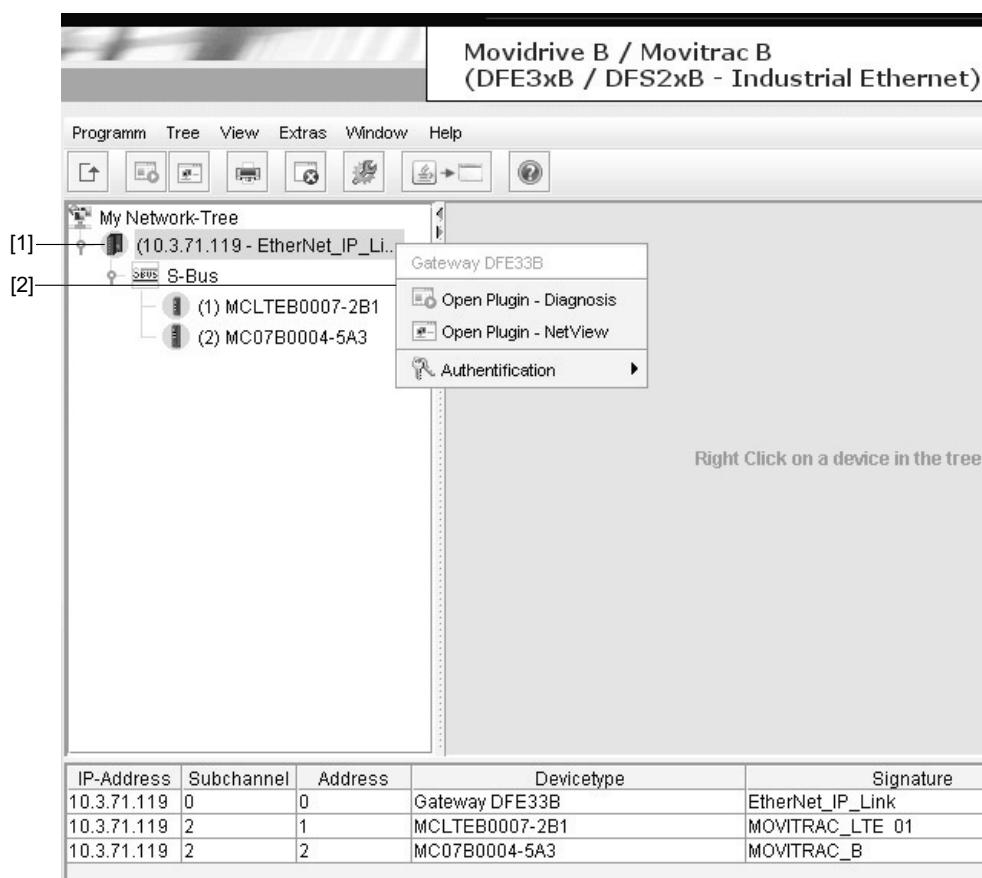 Movidrive B / Movitrac B
(DFE3xB / DFS2xB - Industrial Ethernet)
Programm Tree View Extras Window Help
My Network-Tree
[1] (10.3.71.119 - EtherNet_IP_Li...
Gateway DFE33B
[2] SBUS S-Bus
Open Plugin - Diagnosis
(1) MCLTEB0007-2B1
Open Plugin - NetView
(2) MC07B0004-5A3
Authentification
Right Click on a device in the tree
IP-Address Subchannel Address Devicetype Signature
10.3.71.119 0 0 Gateway DFE33B EtherNet_IP_Link
10.3.71.119 2 1 MCLTEB0007-2B1 MOVITRAC_LTE 01
10.3.71.119 2 2 MC07B0004-5A3 MOVITRAC_B